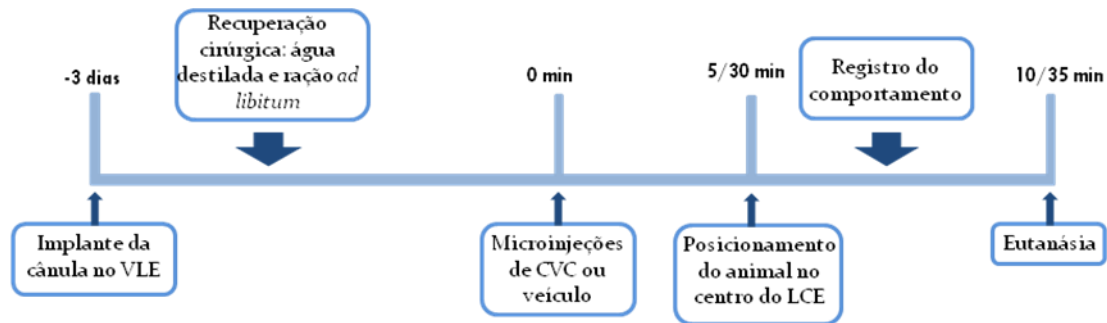 Recuperação
cirúrgica: água
destilada e ração ad
libitum
Registro do
comportamento
-3 dias
0 min
5/30 min
10/35 min
Implante da
cânula no VLE
Microinjeções
de CVC ou
veículo
Posicionamento
do animal no
centro do LCE
Eutanásia